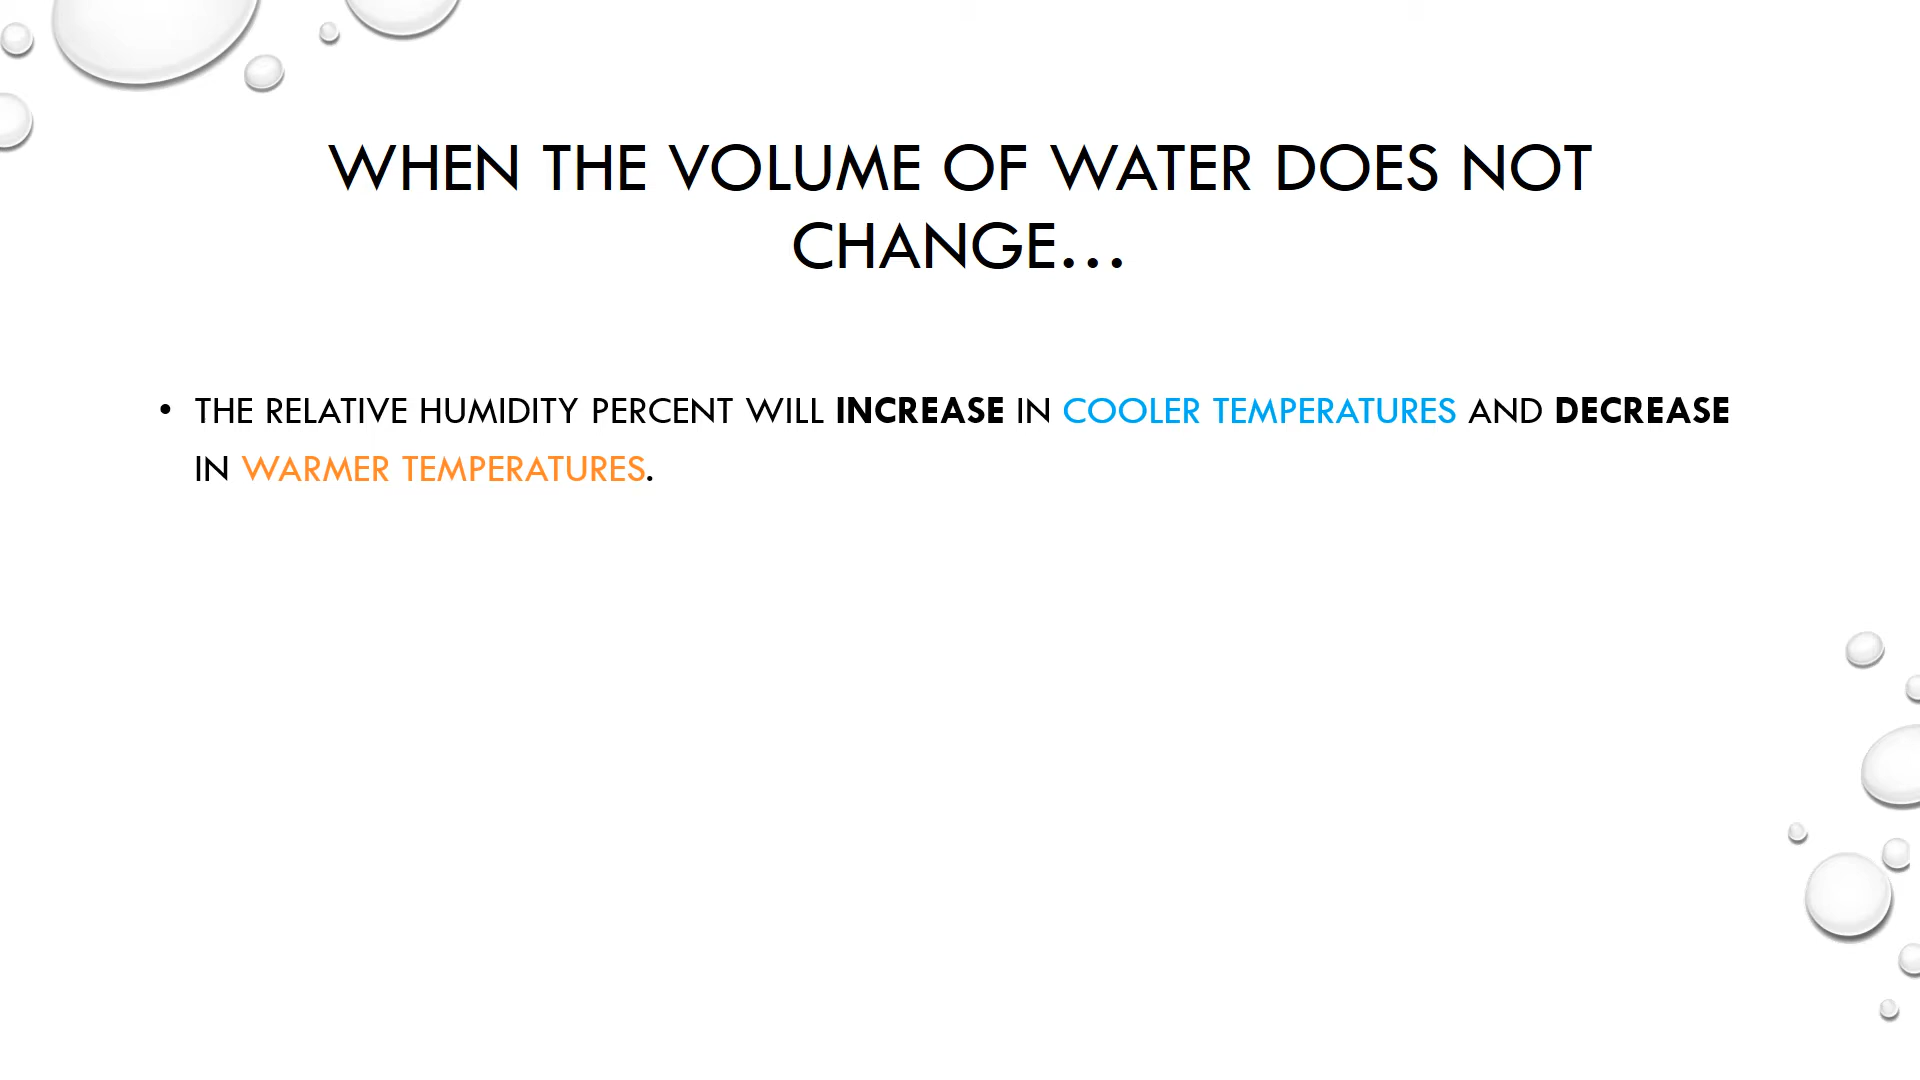 WHEN THE VOLUME OF WATER DOES NOT
CHANGE…
• THE RELATIVE HUMIDITY PERCENT WILL INCREASE IN COOLER TEMPERATURES AND DECREASE
IN WARMER TEMPERATURES.